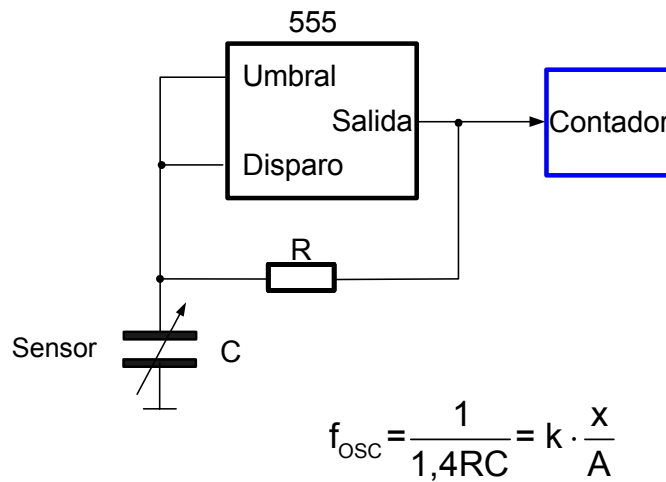 555
Umbral
Salida
Contador
Disparo
R
Sensor
C
f_OSC = 1/(1,4RC) = k · x/A